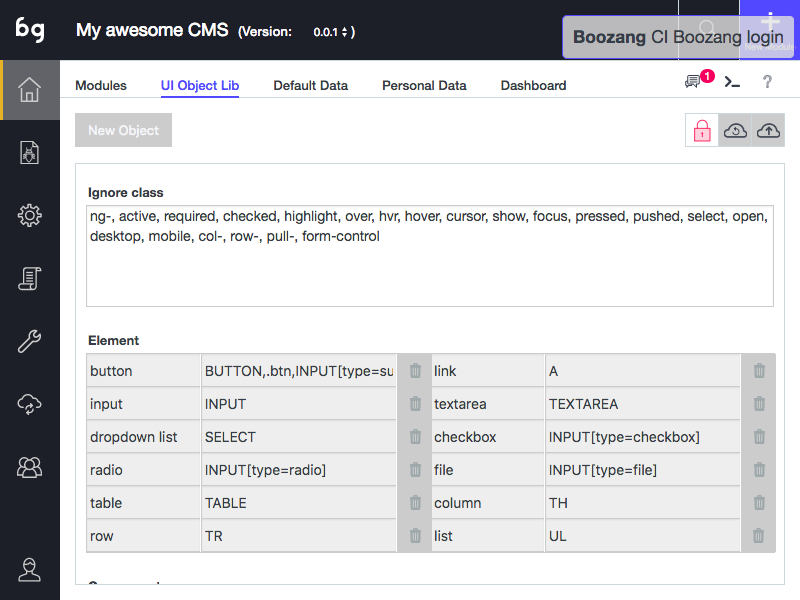 bg
My awesome CMS (Version: 0.0.1 )
Boozang CI Boozang login
Modules
UI Object Lib
Default Data
Personal Data
Dashboard
1
?
New Object
1
Ignore class
ng-, active, required, checked, highlight, over, hvr, hover, cursor, show, focus, pressed, pushed, select, open,
desktop, mobile, col-, row-, pull-, form-control
Element
button BUTTON,.btn,INPUT[type=su link A
input INPUT textarea TEXTAREA
dropdown list SELECT checkbox INPUT[type=checkbox]
radio INPUT[type=radio] file INPUT[type=file]
table TABLE column TH
row TR list UL